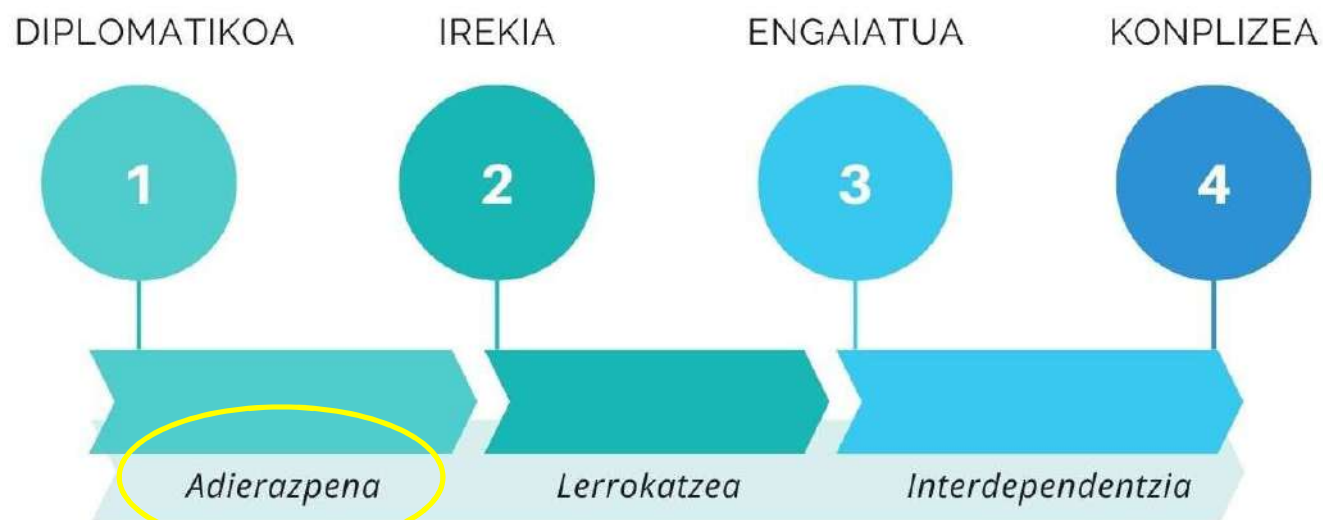 DIPLOMATIKOA IREKIA ENGAIATUA KONPLIZEA
1 2 3 4
Adierazpena Lerrokatzea Interdependentzia